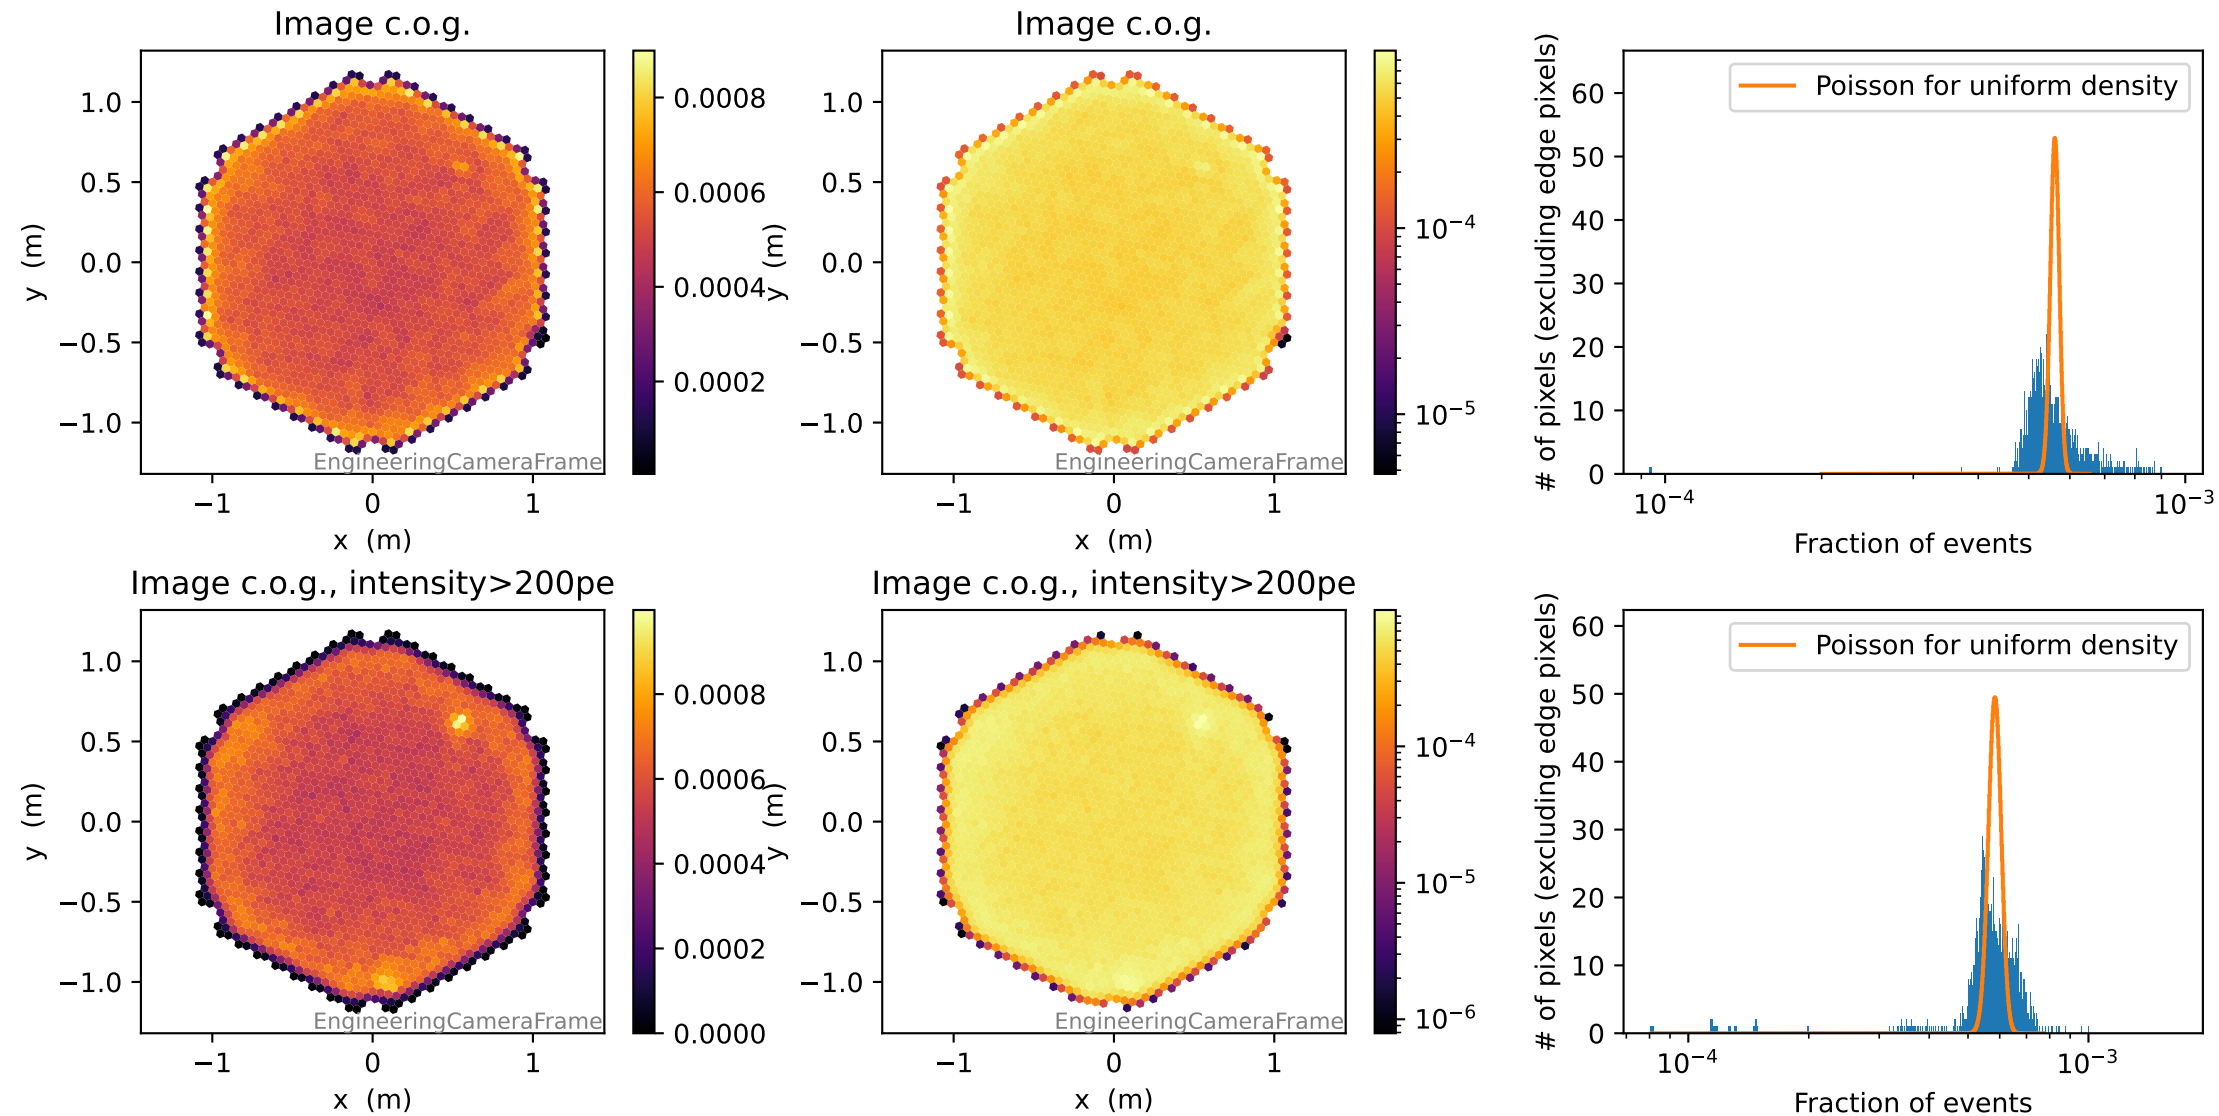 Image c.o.g.
1.0
0.5
0.0
−0.5
−1.0
y (m)
−1
0
1
x (m)
EngineeringCameraFrame
0.0008
0.0006
0.0004
0.0002
Image c.o.g.
1.0
0.5
0.0
−0.5
−1.0
y (m)
−1
0
1
x (m)
EngineeringCameraFrame
10⁻⁴
10⁻⁵
# of pixels (excluding edge pixels)
60
50
40
30
20
10
0
Poisson for uniform density
10⁻⁴
10⁻³
Fraction of events
Image c.o.g., intensity>200pe
1.0
0.5
0.0
−0.5
−1.0
y (m)
−1
0
1
x (m)
EngineeringCameraFrame
0.0008
0.0006
0.0004
0.0002
0.0000
Image c.o.g., intensity>200pe
1.0
0.5
0.0
−0.5
−1.0
y (m)
−1
0
1
x (m)
EngineeringCameraFrame
10⁻⁴
10⁻⁵
10⁻⁶
# of pixels (excluding edge pixels)
60
50
40
30
20
10
0
Poisson for uniform density
10⁻⁴
10⁻³
Fraction of events